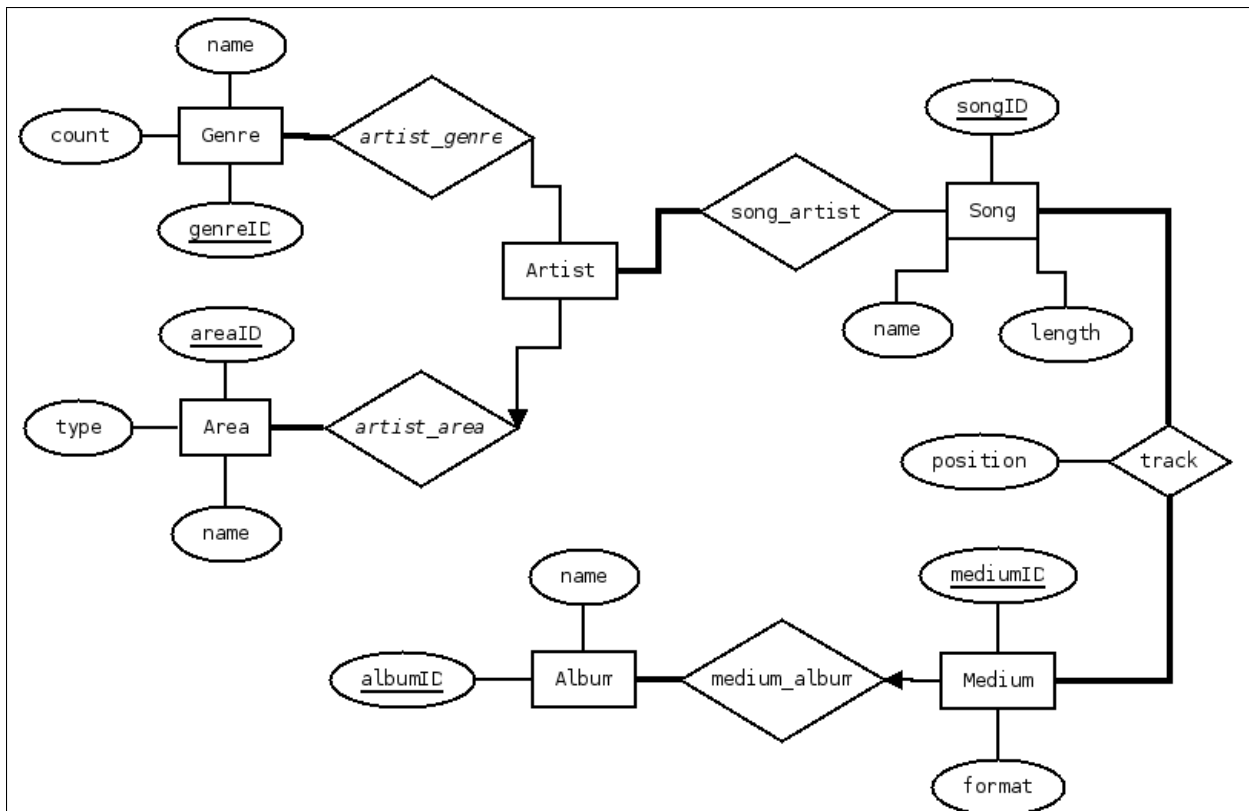 name
count
Genre
artist_genre
genreID
songID
song_artist
Song
Artist
name
length
areaID
type
Area
artist_area
name
position
track
name
mediumID
albumID
Album
medium_album
Medium
format